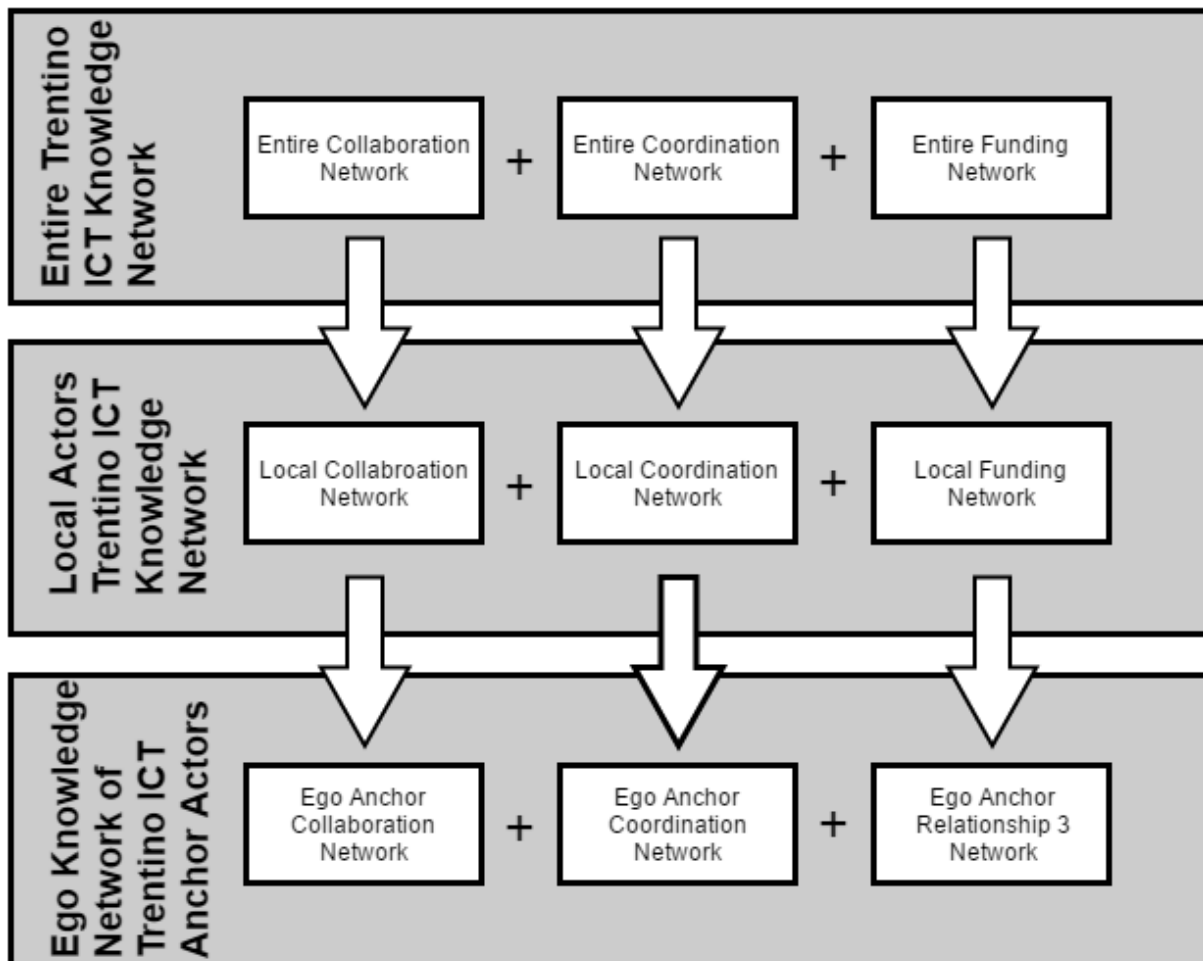 Entire Trentino
ICT Knowledge
Network
Entire Collaboration
Network
+
Entire Coordination
Network
+
Entire Funding
Network
Local Actors
Trentino ICT
Knowledge
Network
Local Collabroation
Network
+
Local Coordination
Network
+
Local Funding
Network
Ego Knowledge
Network of
Trentino ICT
Anchor Actors
Ego Anchor
Collaboration
Network
+
Ego Anchor
Coordination
Network
+
Ego Anchor
Relationship 3
Network